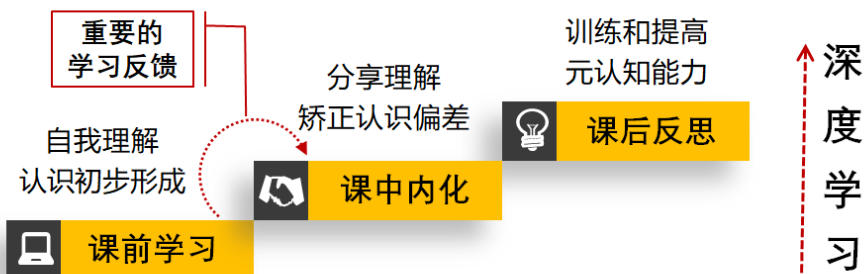 重要的
学习反馈
训练和提高
元认知能力
分享理解
矫正认识偏差
课后反思
自我理解
认识初步形成
课中内化
课前学习
深
度
学
习